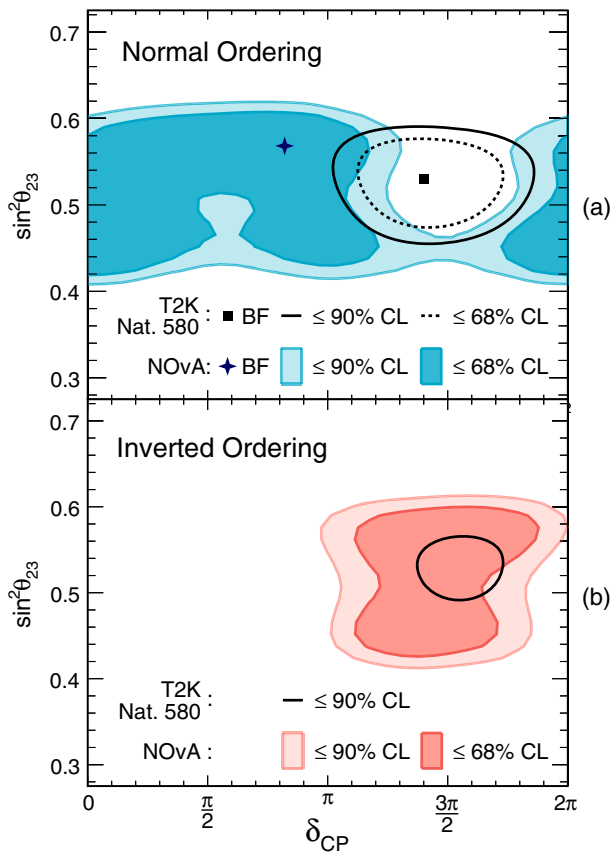 0.7
Normal Ordering
0.6
0.5
0.4
0.3
sin²θ₂₃
(a)
T2K
Nat. 580 : BF ≤ 90% CL ≤ 68% CL
NOvA: BF ≤ 90% CL ≤ 68% CL
0.7
Inverted Ordering
0.6
0.5
0.4
0.3
sin²θ₂₃
(b)
T2K :
Nat. 580 ≤ 90% CL
NOvA : ≤ 90% CL ≤ 68% CL
0 π/2 π 3π/2 2π
δCP